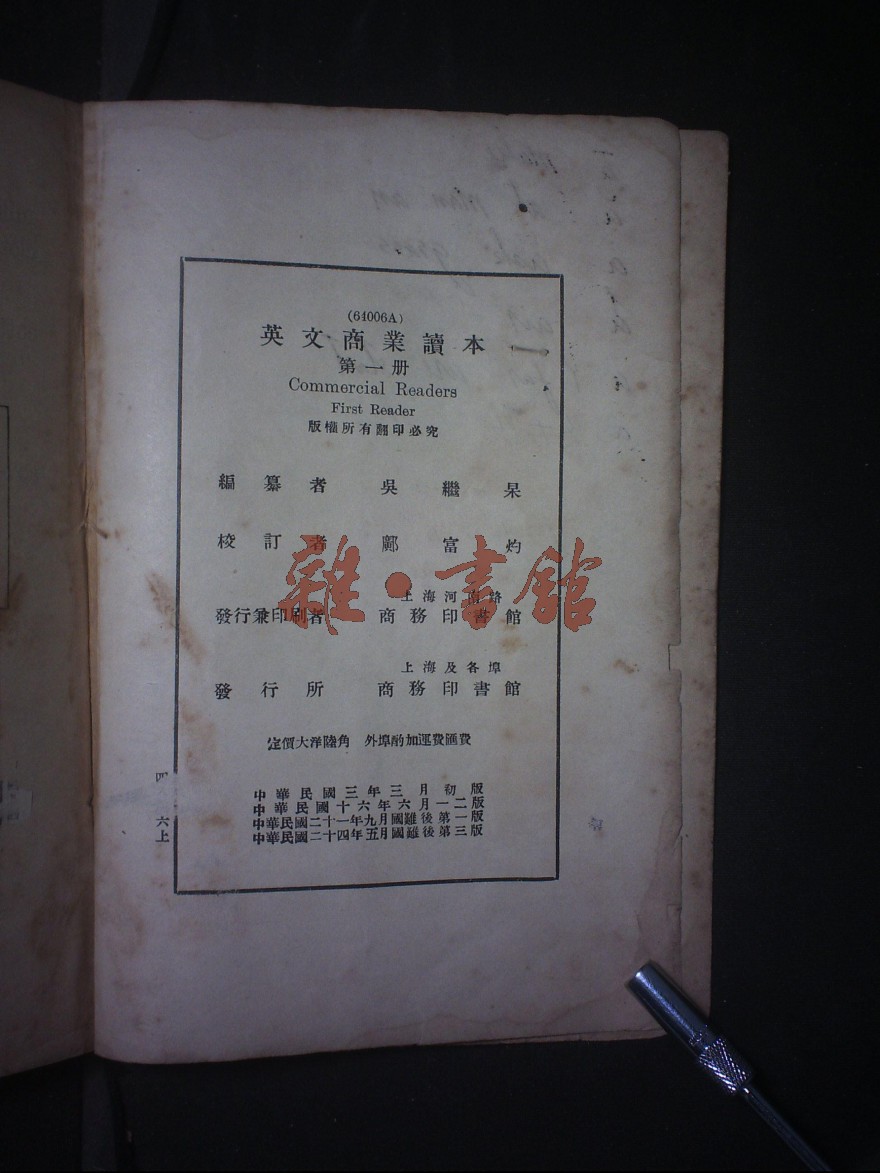 (64006A)
英文商業讀本
第一册
Commercial Readers
First Reader
版權所有翻印必究
編纂者 吳繼杲
校訂者 鄺富灼
上海河南路
發行兼印刷者 商務印書館
上海及各埠
發行所 商務印書館
定價大洋陸角 外埠酌加運費匯費
中華民國三年三月初版
中華民國十六年六月一二版
中華民國二十一年九月國難後第一版
中華民國二十四年五月國難後第三版
四
六上
雜·書館